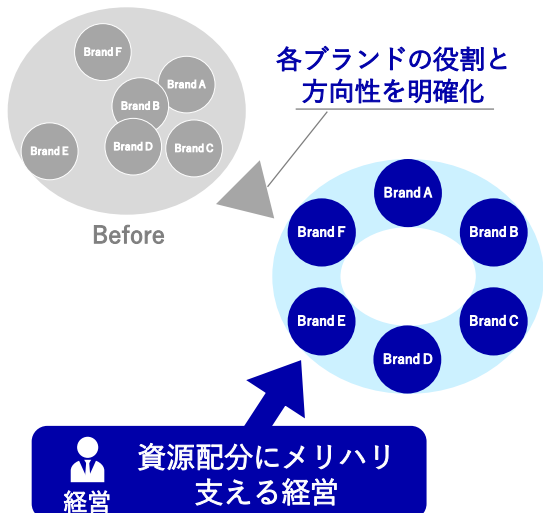 Brand F
Brand A
Brand B
Brand D
Brand C
Brand E
Before
各ブランドの役割と
方向性を明確化
Brand A
Brand F
Brand B
Brand E
Brand C
Brand D
経営
資源配分にメリハリ
支える経営